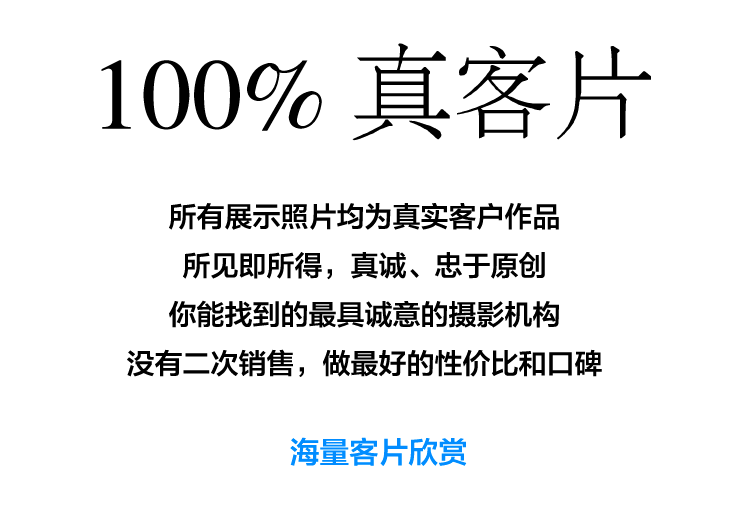 100% 真客片
所有展示照片均为真实客户作品
所见即所得，真诚、忠于原创
你能找到的最具诚意的摄影机构
没有二次销售，做最好的性价比和口碑
海量客片欣赏